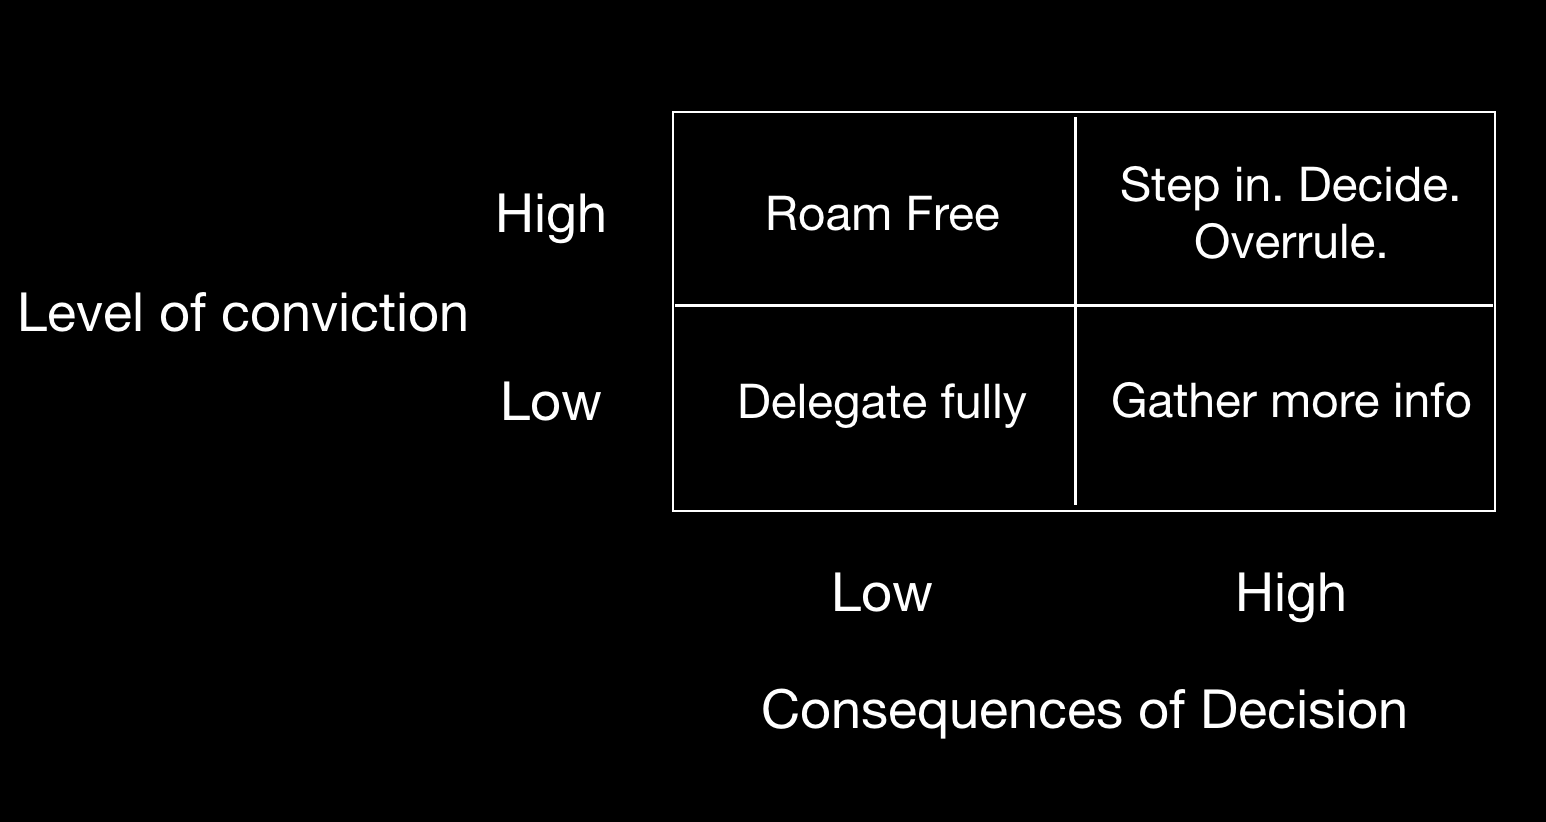 High
Roam Free
Step in. Decide.
Overrule.
Level of conviction
Low
Delegate fully
Gather more info
Low
High
Consequences of Decision